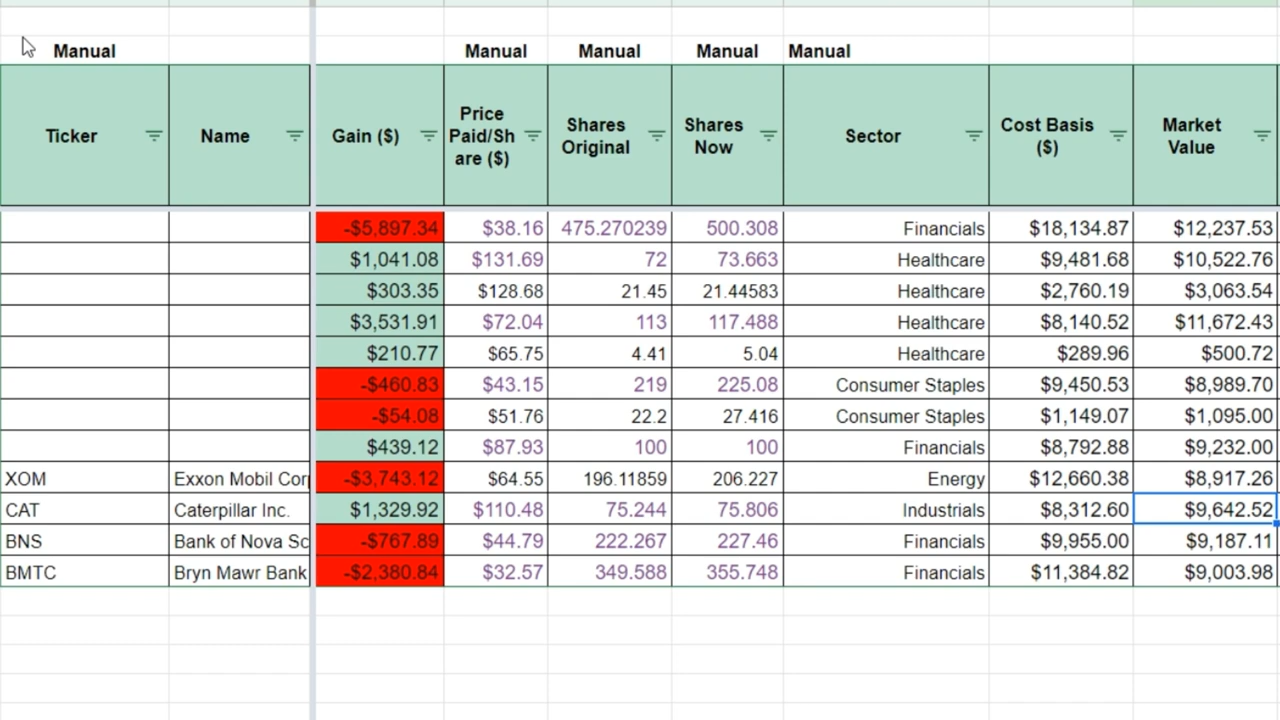 Manual Manual Manual Manual Manual
Ticker Name Gain ($) Price Paid/Share ($) Shares Original Shares Now Sector Cost Basis ($) Market Value
-$5,897.34 $38.16 475.270239 500.308 Financials $18,134.87 $12,237.53
$1,041.08 $131.69 72 73.663 Healthcare $9,481.68 $10,522.76
$303.35 $128.68 21.45 21.44583 Healthcare $2,760.19 $3,063.54
$3,531.91 $72.04 113 117.488 Healthcare $8,140.52 $11,672.43
$210.77 $65.75 4.41 5.04 Healthcare $289.96 $500.72
-$460.83 $43.15 219 225.08 Consumer Staples $9,450.53 $8,989.70
-$54.08 $51.76 22.2 27.416 Consumer Staples $1,149.07 $1,095.00
$439.12 $87.93 100 100 Financials $8,792.88 $9,232.00
XOM Exxon Mobil Corp -$3,743.12 $64.55 196.11859 206.227 Energy $12,660.38 $8,917.26
CAT Caterpillar Inc. $1,329.92 $110.48 75.244 75.806 Industrials $8,312.60 $9,642.52
BNS Bank of Nova Sc -$767.89 $44.79 222.267 227.46 Financials $9,955.00 $9,187.11
BMTC Bryn Mawr Bank -$2,380.84 $32.57 349.588 355.748 Financials $11,384.82 $9,003.98